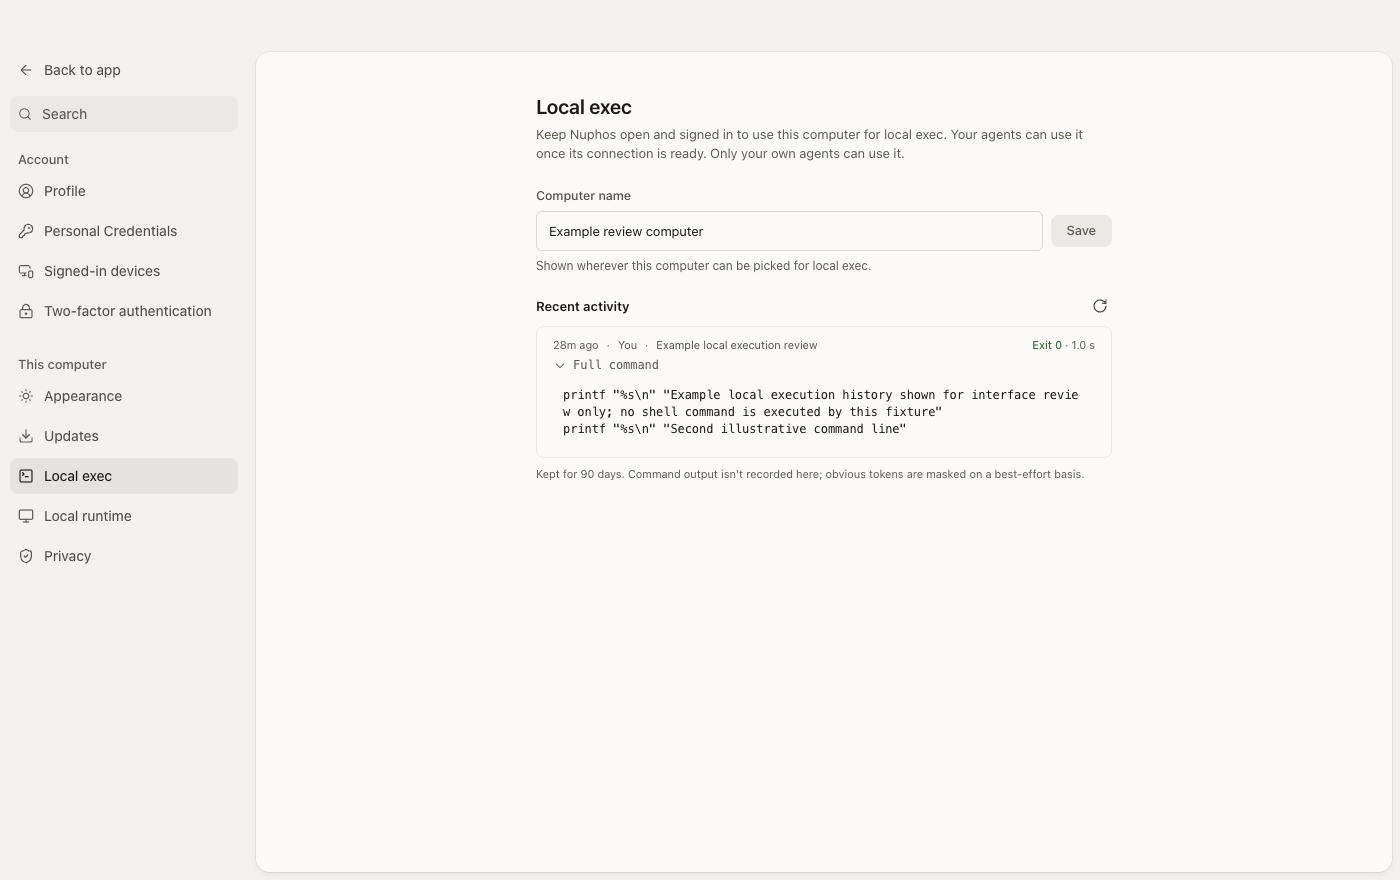 Back to app
Search
Account
Profile
Personal Credentials
Signed-in devices
Two-factor authentication
This computer
Appearance
Updates
Local exec
Local runtime
Privacy
Local exec
Keep Nuphos open and signed in to use this computer for local exec. Your agents can use it
once its connection is ready. Only your own agents can use it.
Computer name
Example review computer
Save
Shown wherever this computer can be picked for local exec.
Recent activity
28m ago · You · Example local execution review Exit 0 · 1.0 s
Full command
printf "%s\n" "Example local execution history shown for interface revie
w only; no shell command is executed by this fixture"
printf "%s\n" "Second illustrative command line"
Kept for 90 days. Command output isn't recorded here; obvious tokens are masked on a best-effort basis.